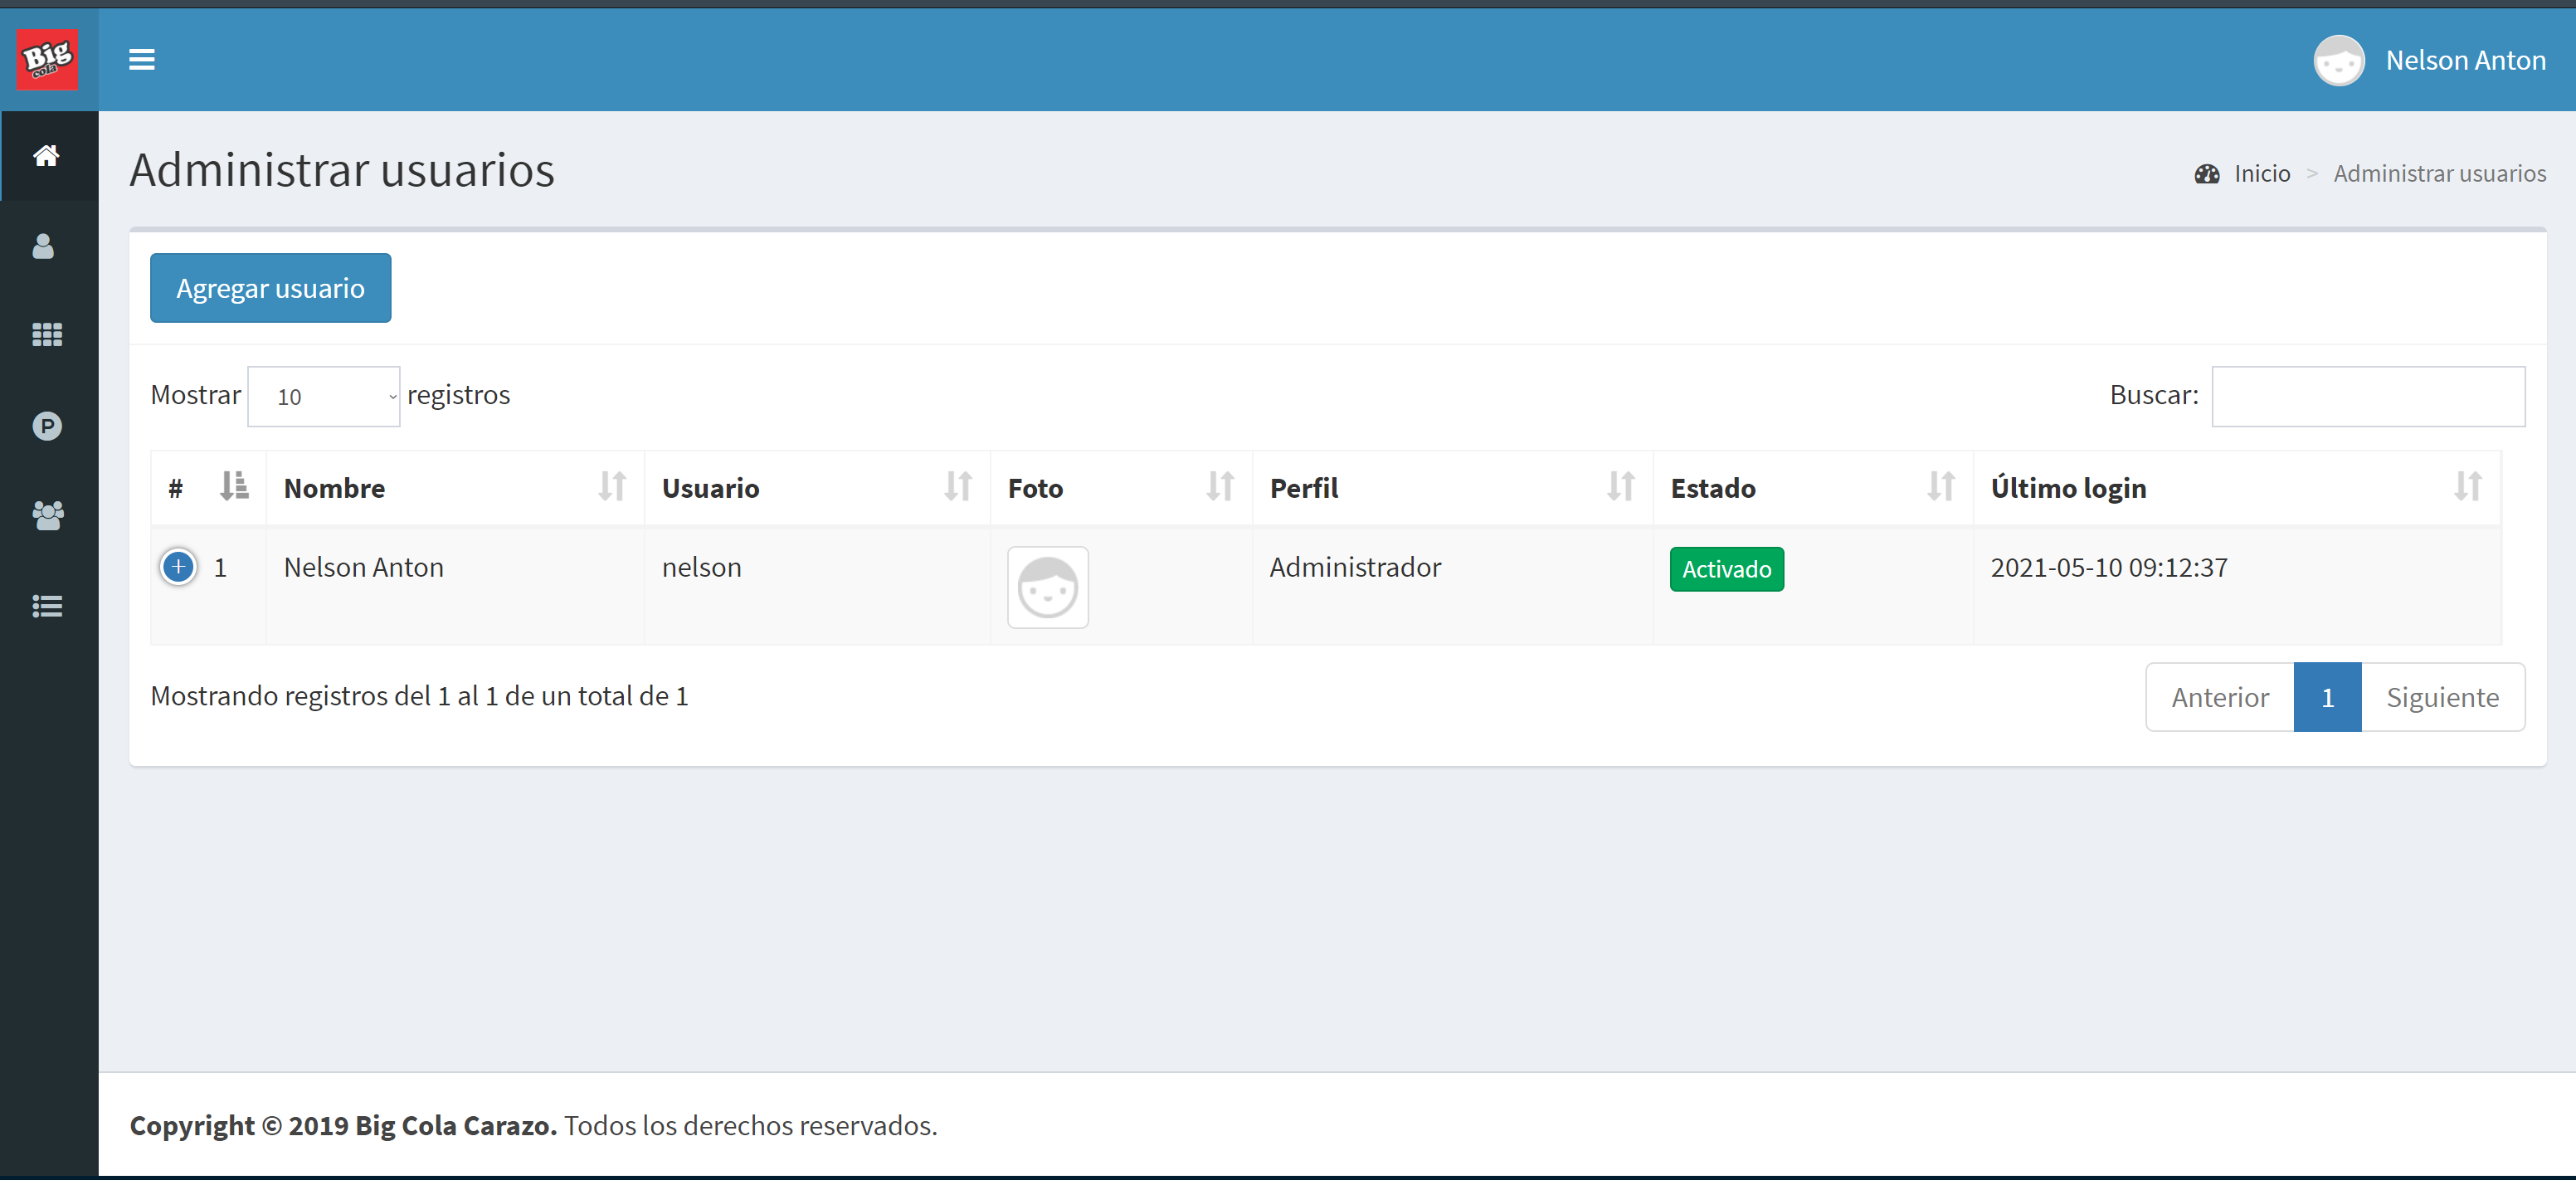 Big
cola
Nelson Anton
Administrar usuarios
Inicio > Administrar usuarios
Agregar usuario
Mostrar 10 registros
Buscar:
# Nombre Usuario Foto Perfil Estado Último login
1 Nelson Anton nelson Administrador Activado 2021-05-10 09:12:37
Mostrando registros del 1 al 1 de un total de 1
Anterior 1 Siguiente
Copyright © 2019 Big Cola Carazo. Todos los derechos reservados.